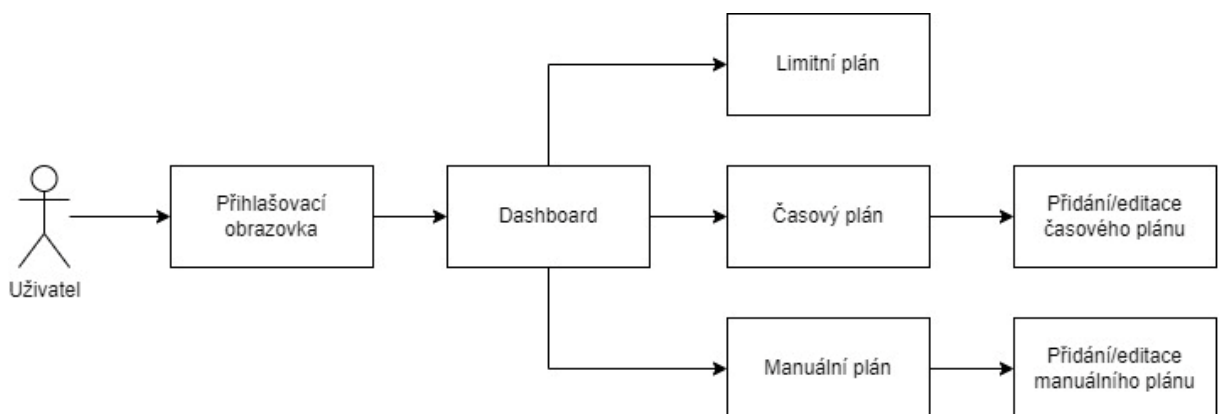 Limitní plán
Uživatel
Přihlašovací
obrazovka
Dashboard
Časový plán
Přidání/editace
časového plánu
Manuální plán
Přidání/editace
manuálního plánu